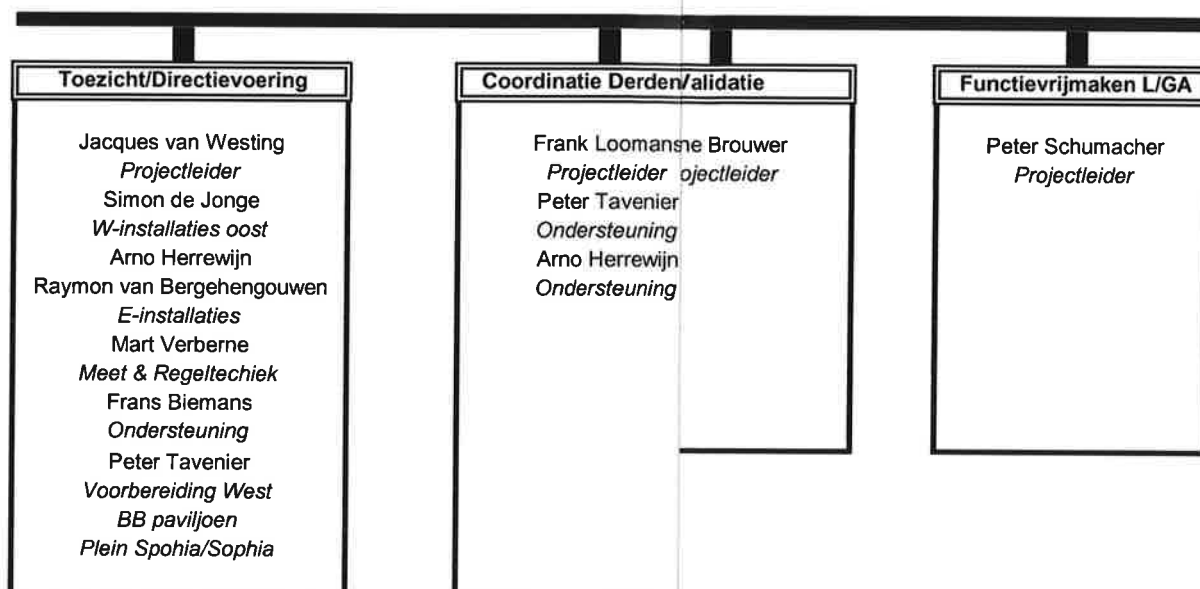 Toezicht/Directievoering
Jacques van Westing
Projectleider
Simon de Jonge
W-installaties oost
Arno Herrewijn
Raymon van Bergehengouwen
E-installaties
Mart Verberne
Meet & Regeltechiek
Frans Biemans
Ondersteuning
Peter Tavenier
Voorbereiding West
BB paviljoen
Plein Spohia/Sophia
Coordinatie Derden
Frank Loomans
Projectleider
Peter Tavenier
Ondersteuning
Arno Herrewijn
Ondersteuning
alidatie
ne Brouwer
ojectleider
Functievrijmaken L/GA
Peter Schumacher
Projectleider